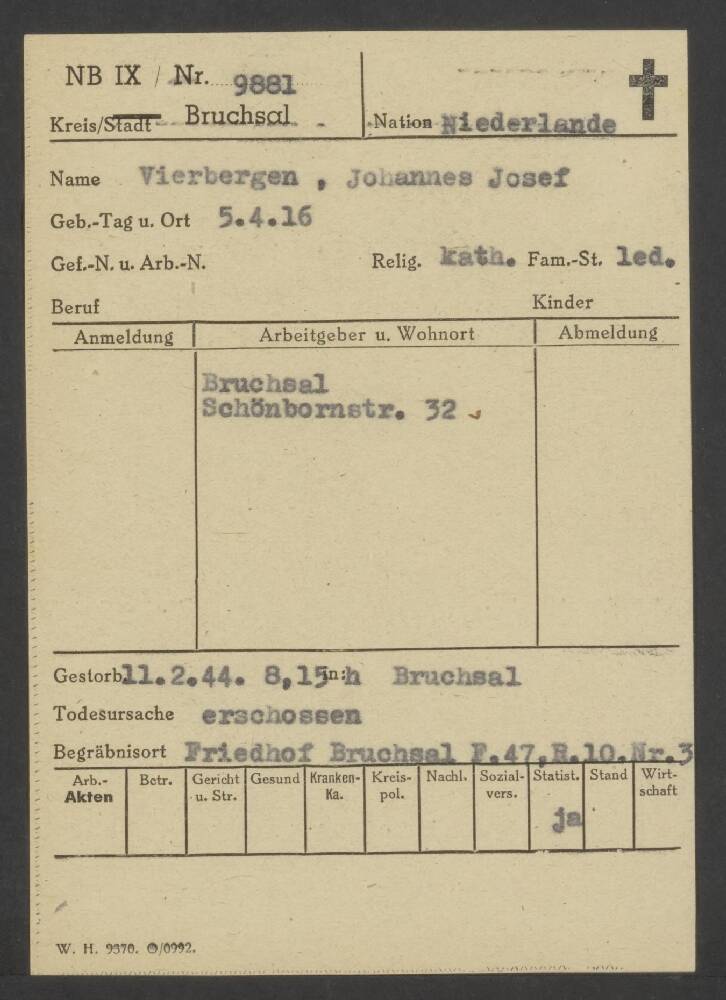 NB IX / Nr. 9881
Kreis/Stadt Bruchsal Nation Niederlande
Name Vierbergen , Johannes Josef
Geb.-Tag u. Ort 5.4.16
Gef.-N. u. Arb.-N. Relig. kath. Fam.-St. led.
Beruf Kinder
Anmeldung Arbeitgeber u. Wohnort Abmeldung
Bruchsal
Schönbornstr. 32
Gestorb. 11.2.44. 8,15 in: h Bruchsal
Todesursache erschossen
Begräbnisort Friedhof Bruchsal F.47,R.10.Nr.3
Arb.- Betr. Gericht Gesund Kranken- Kreis- Nachl. Sozial- Statist. Stand Wirt-
Akten u. Str. Ka. pol. vers. schaft
ja
W. H. 9370. /0992.